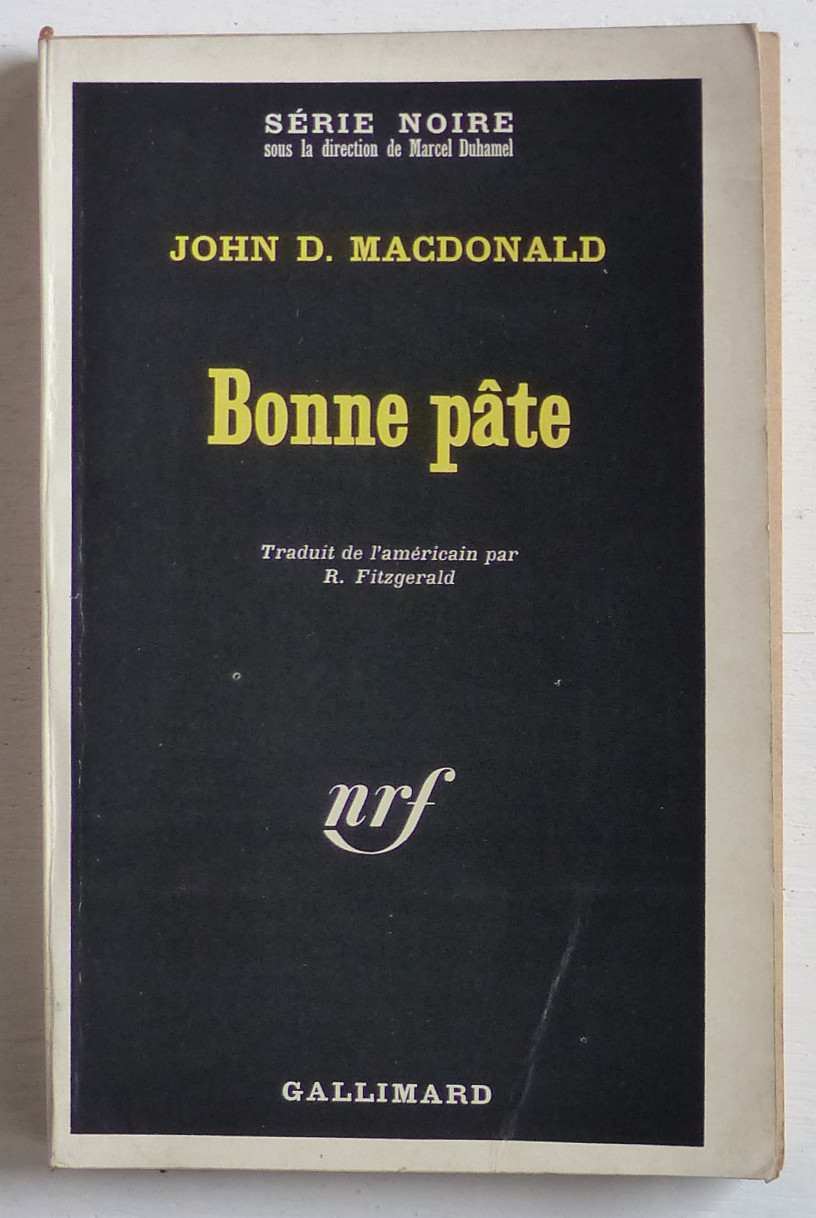 SÉRIE NOIRE
sous la direction de Marcel Duhamel
JOHN D. MACDONALD
Bonne pâte
Traduit de l'américain par
R. Fitzgerald
nrf
GALLIMARD